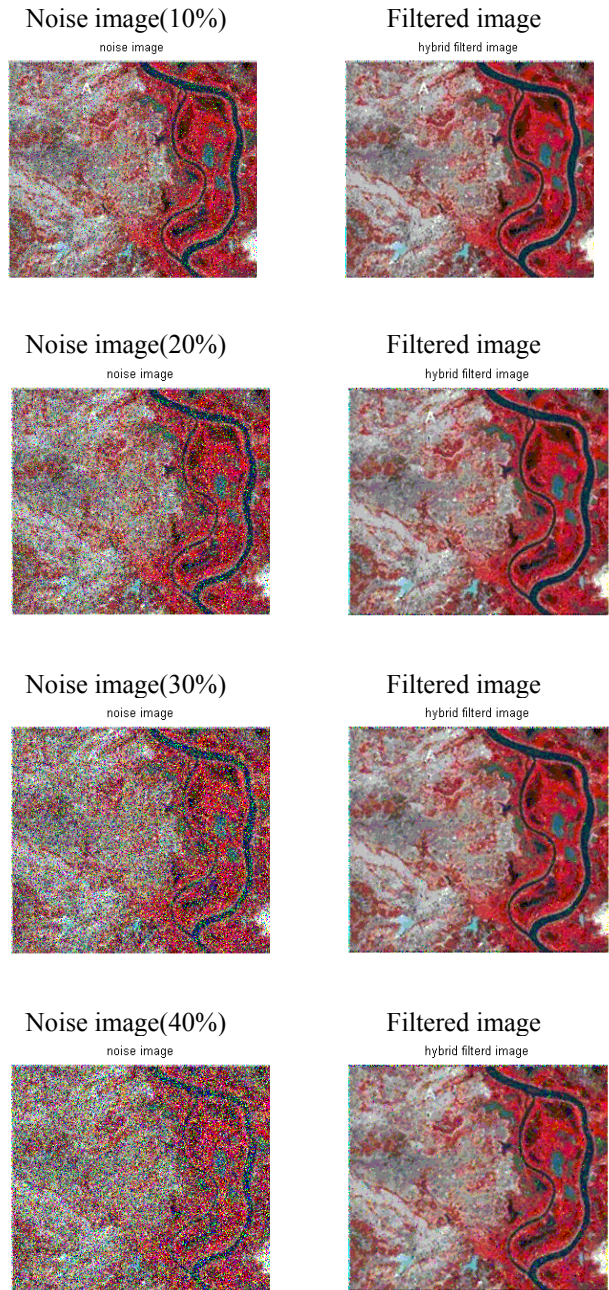 Noise image(10%) Filtered image
noise image hybrid filterd image
A
A
Noise image(20%) Filtered image
noise image hybrid filterd image
A
Noise image(30%) Filtered image
noise image hybrid filterd image
A
Noise image(40%) Filtered image
noise image hybrid filterd image
A